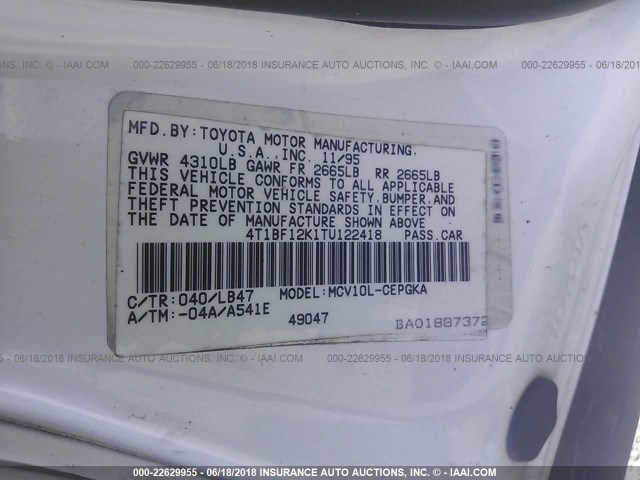 000-22629955 - 06/18/2018 INSURANCE AUTO AUCTIONS, INC. - IAAI.COM
MFD. BY: TOYOTA MOTOR MANUFACTURING,
U.S.A., INC. 11/95
GVWR 4310LB GAWR FR 2665LB RR 2665LB
THIS VEHICLE CONFORMS TO ALL APPLICABLE
FEDERAL MOTOR VEHICLE SAFETY, BUMPER, AND
THEFT PREVENTION STANDARDS IN EFFECT ON
THE DATE OF MANUFACTURE SHOWN ABOVE
4T1BF12K1TU122418 PASS.CAR
C/TR: 040/LB47 MODEL: MCV10L-CEPGKA
A/TM: -04A/A541E
49047
BA01887372
000-22629955 - 06/18/2018 INSURANCE AUTO AUCTIONS, INC. - IAAI.COM
000-22629955 - 06/18/2018 INSURANCE AUTO AUCTIONS, INC. - IAAI.COM